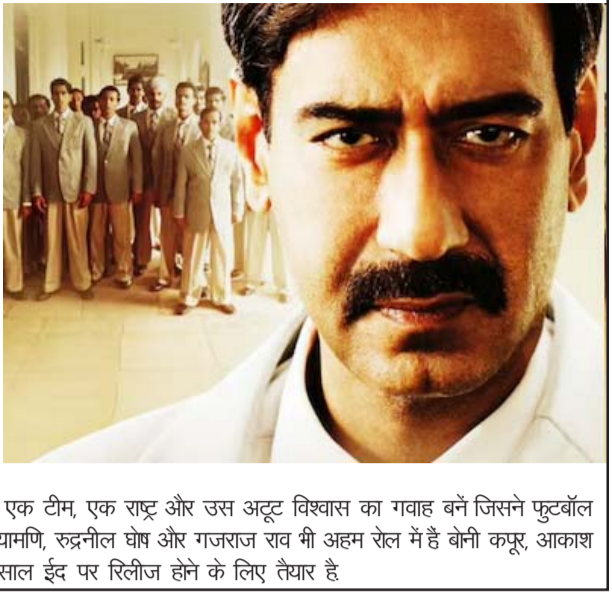 एक टीम, एक राष्ट्र और उस अटूट विश्वास का गवाह बनें जिसने फुटबॉल
यामणि, रुद्रनील घोष और गजराज राव भी अहम रोल में हैं बोनी कपूर, आकाश
साल ईद पर रिलीज होने के लिए तैयार है.